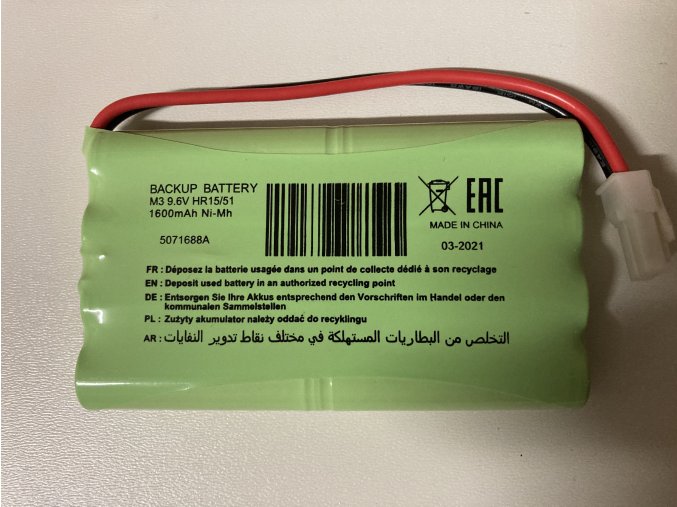 BACKUP BATTERY
M3 9.6V HR15/51
1600mAh Ni-Mh
5071688A
EAC
MADE IN CHINA
03-2021
FR : Déposez la batterie usagée dans un point de collecte dédié à son recyclage
EN : Deposit used battery in an authorized recycling point
DE : Entsorgen Sie Ihre Akkus entsprechend den Vorschriften im Handel oder den
kommunalen Sammelstellen
PL : Zużyty akumulator należy oddać do recyklingu
AR : التخلص من البطاريات المستهلكة في مختلف نقاط تدوير النفايات